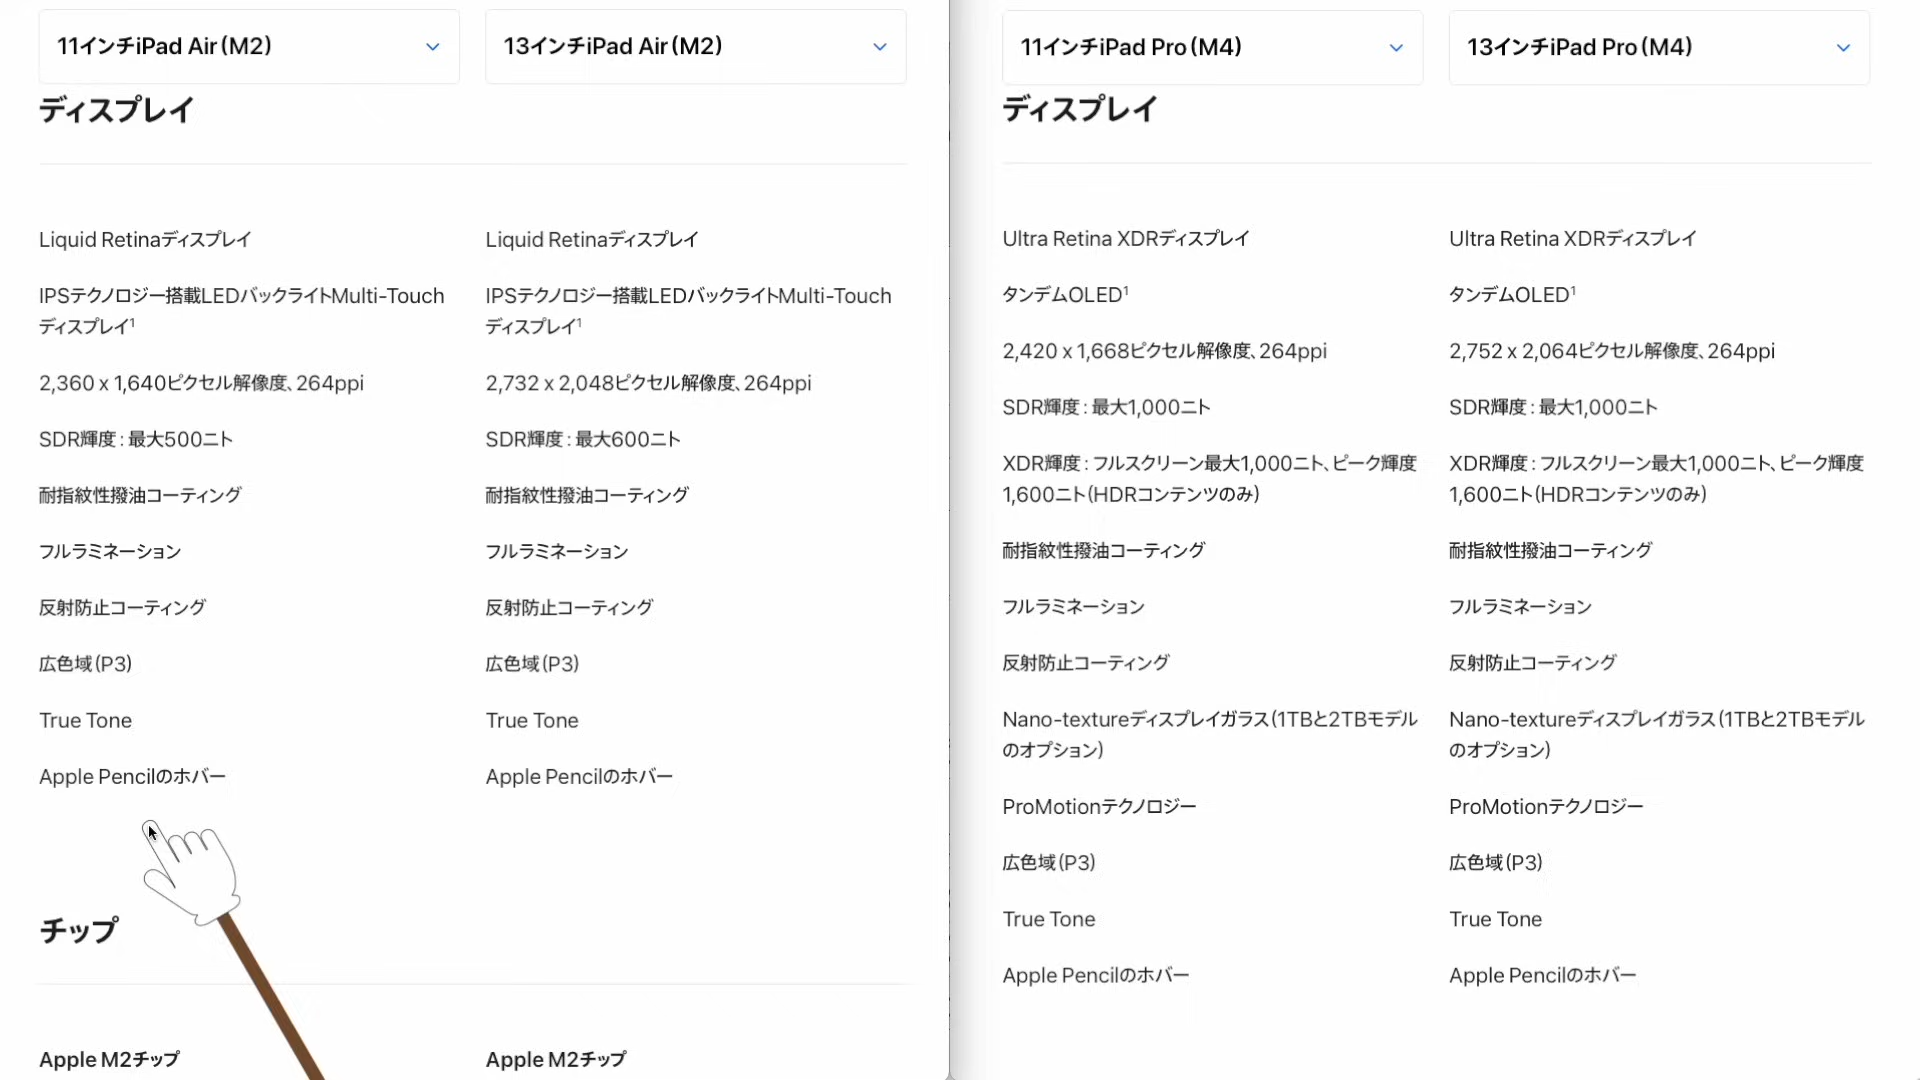 11インチiPad Air (M2)
13インチiPad Air (M2)
ディスプレイ
Liquid Retinaディスプレイ
Liquid Retinaディスプレイ
IPSテクノロジー搭載LEDバックライトMulti-Touch
ディスプレイ1
IPSテクノロジー搭載LEDバックライトMulti-Touch
ディスプレイ1
2,360 x 1,640ピクセル解像度、264ppi
2,732 x 2,048ピクセル解像度、264ppi
SDR輝度：最大500ニト
SDR輝度：最大600ニト
耐指紋性撥油コーティング
耐指紋性撥油コーティング
フルラミネーション
フルラミネーション
反射防止コーティング
反射防止コーティング
広色域(P3)
広色域(P3)
True Tone
True Tone
Apple Pencilのホバー
Apple Pencilのホバー
チップ
Apple M2チップ
Apple M2チップ
11インチiPad Pro (M4)
13インチiPad Pro (M4)
ディスプレイ
Ultra Retina XDRディスプレイ
Ultra Retina XDRディスプレイ
タンデムOLED1
タンデムOLED1
2,420 x 1,668ピクセル解像度、264ppi
2,752 x 2,064ピクセル解像度、264ppi
SDR輝度：最大1,000ニト
SDR輝度：最大1,000ニト
XDR輝度：フルスクリーン最大1,000ニト、ピーク輝度
1,600ニト(HDRコンテンツのみ)
XDR輝度：フルスクリーン最大1,000ニト、ピーク輝度
1,600ニト(HDRコンテンツのみ)
耐指紋性撥油コーティング
耐指紋性撥油コーティング
フルラミネーション
フルラミネーション
反射防止コーティング
反射防止コーティング
Nano-textureディスプレイガラス(1TBと2TBモデル
のオプション)
Nano-textureディスプレイガラス(1TBと2TBモデル
のオプション)
ProMotionテクノロジー
ProMotionテクノロジー
広色域(P3)
広色域(P3)
True Tone
True Tone
Apple Pencilのホバー
Apple Pencilのホバー